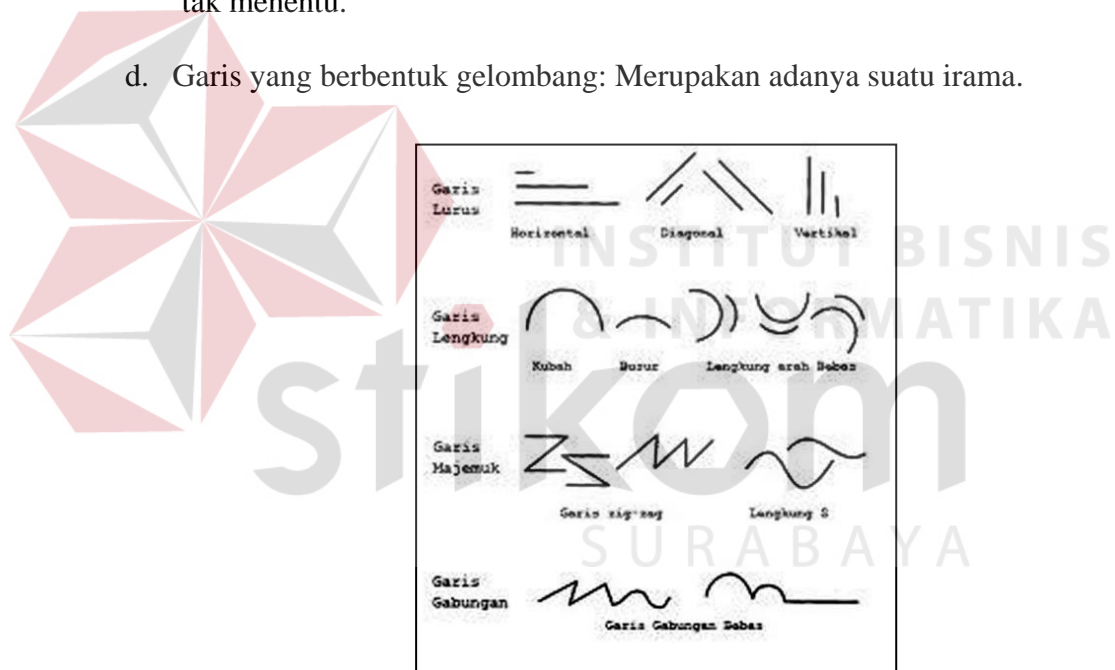 tak menentu.
d. Garis yang berbentuk gelombang: Merupakan adanya suatu irama.
Garis
Lurus
Horizontal Diagonal Vertikal
INSTITUT BISNIS
& INFORMATIKA
Garis
Lengkung
Kubah Busur Lengkung arah Bebas
stikom
Garis
Majemuk
Garis zig-zag Lengkung S
SURABAYA
Garis
Gabungan
Garis Gabungan Bebas